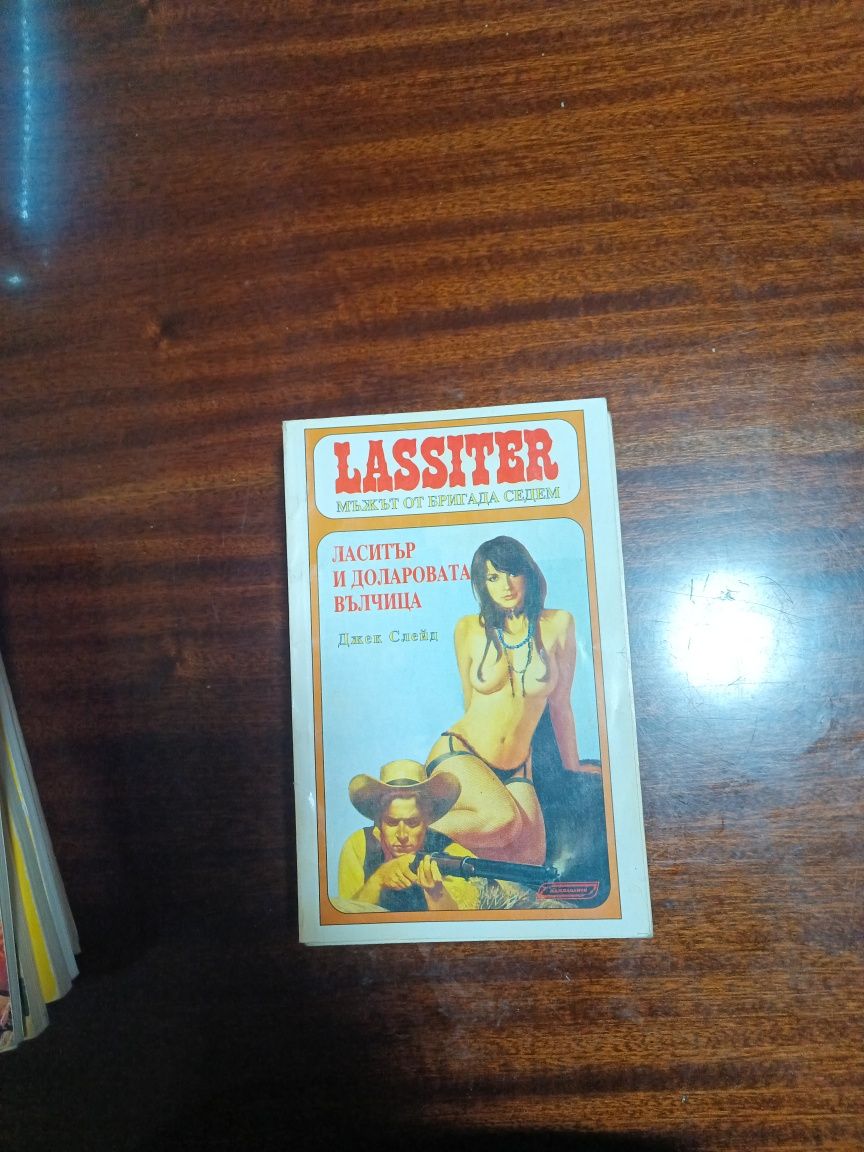 LASSITER
МЪЖЪТ ОТ БРИГАДА СЕДЕМ
ЛАСИТЪР
И ДОЛАРОВАТА
ВЪЛЧИЦА
Джек Слейд